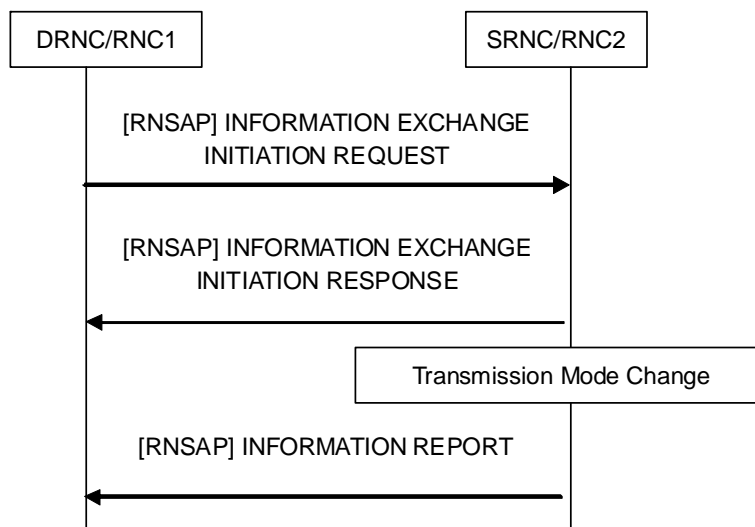 DRNC/RNC1
SRNC/RNC2
[RNSAP] INFORMATION EXCHANGE
INITIATION REQUEST
[RNSAP] INFORMATION EXCHANGE
INITIATION RESPONSE
Transmission Mode Change
[RNSAP] INFORMATION REPORT